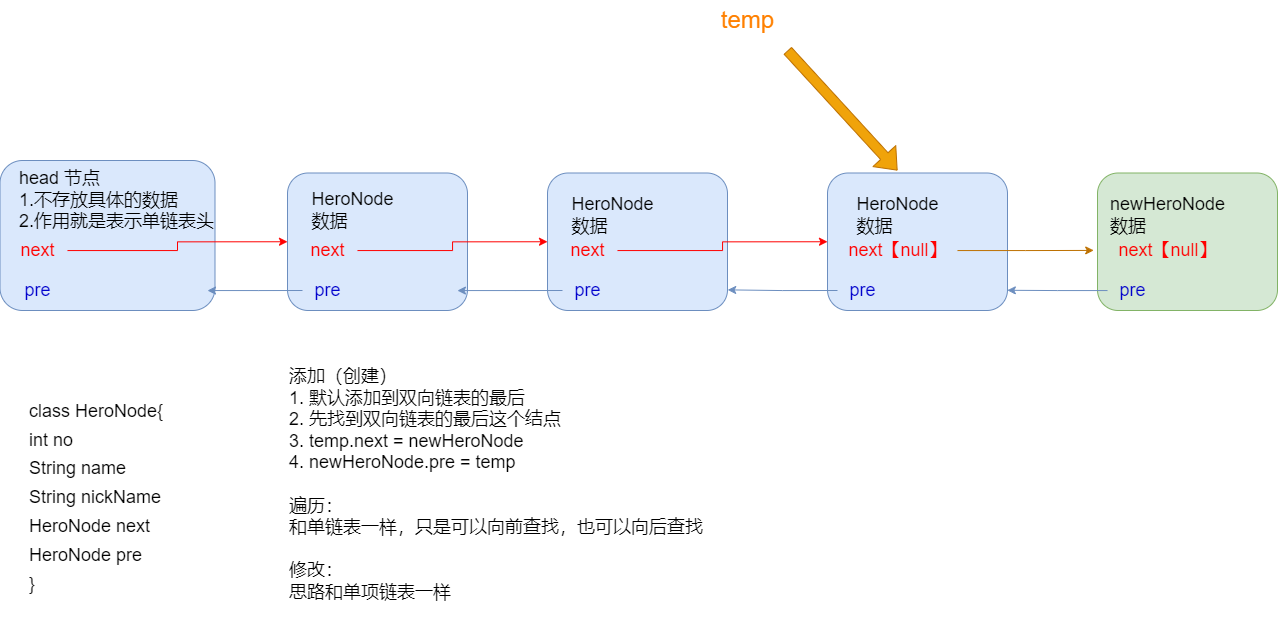 temp
head 节点
1.不存放具体的数据
2.作用就是表示单链表头
next
pre
HeroNode
数据
next
pre
HeroNode
数据
next
pre
HeroNode
数据
next【null】
pre
newHeroNode
数据
next【null】
pre
class HeroNode{
int no
String name
String nickName
HeroNode next
HeroNode pre
}
添加（创建）
1. 默认添加到双向链表的最后
2. 先找到双向链表的最后这个结点
3. temp.next = newHeroNode
4. newHeroNode.pre = temp
遍历：
和单链表一样，只是可以向前查找，也可以向后查找
修改：
思路和单项链表一样